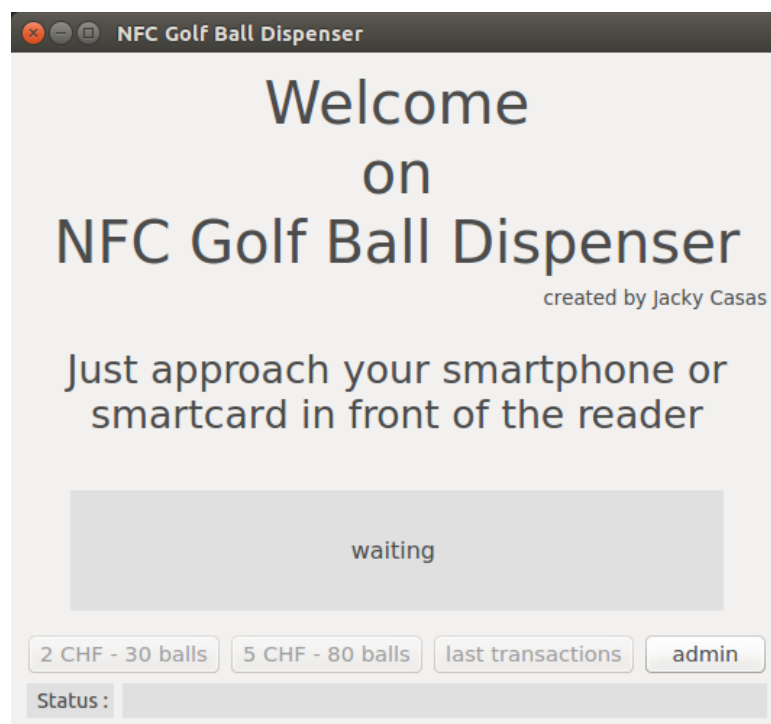 NFC Golf Ball Dispenser
Welcome
on
NFC Golf Ball Dispenser
created by Jacky Casas
Just approach your smartphone or
smartcard in front of the reader
waiting
2 CHF - 30 balls 5 CHF - 80 balls last transactions admin
Status :